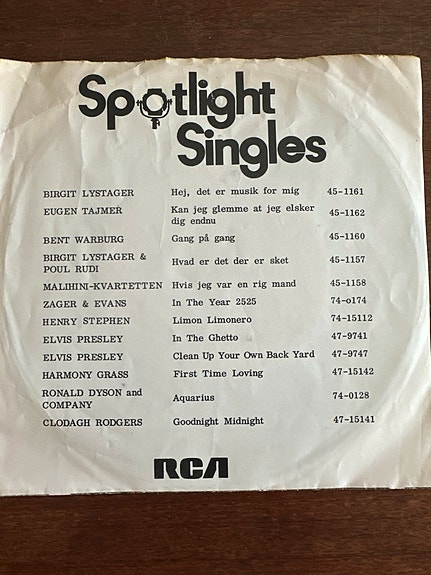 Spotlight
Singles
BIRGIT LYSTAGER Hej, det er musik for mig 45-1161
EUGEN TAJMER Kan jeg glemme at jeg elsker dig endnu 45-1162
BENT WARBURG Gang på gang 45-1160
BIRGIT LYSTAGER & POUL RUDI Hvad er det der er sket 45-1157
MALIHINI-KVARTETTEN Hvis jeg var en rig mand 45-1158
ZAGER & EVANS In The Year 2525 74-o174
HENRY STEPHEN Limon Limonero 74-15112
ELVIS PRESLEY In The Ghetto 47-9741
ELVIS PRESLEY Clean Up Your Own Back Yard 47-9747
HARMONY GRASS First Time Loving 47-15142
RONALD DYSON and COMPANY Aquarius 74-0128
CLODAGH RODGERS Goodnight Midnight 47-15141
RCA